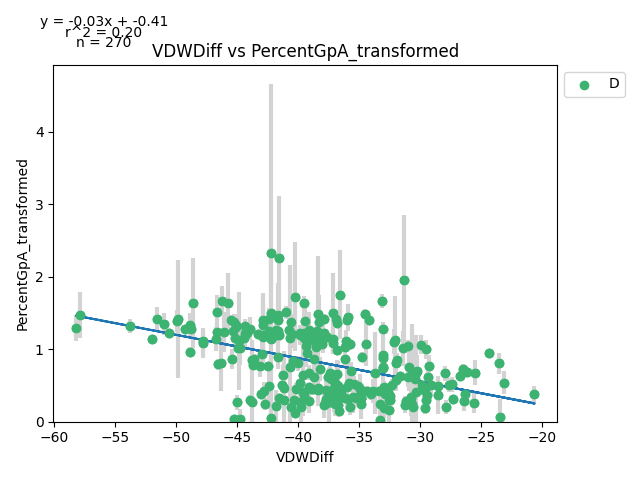 y = -0.03x + -0.41
r^2 = 0.20
n = 270
VDWDiff vs PercentGpA_transformed
D
PercentGpA_transformed
4
3
2
1
0
−60 −55 −50 −45 −40 −35 −30 −25 −20
VDWDiff